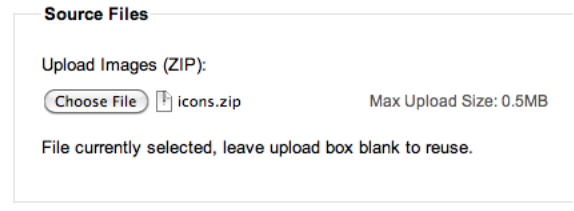 Source Files
Upload Images (ZIP):
Choose File icons.zip Max Upload Size: 0.5MB
File currently selected, leave upload box blank to reuse.